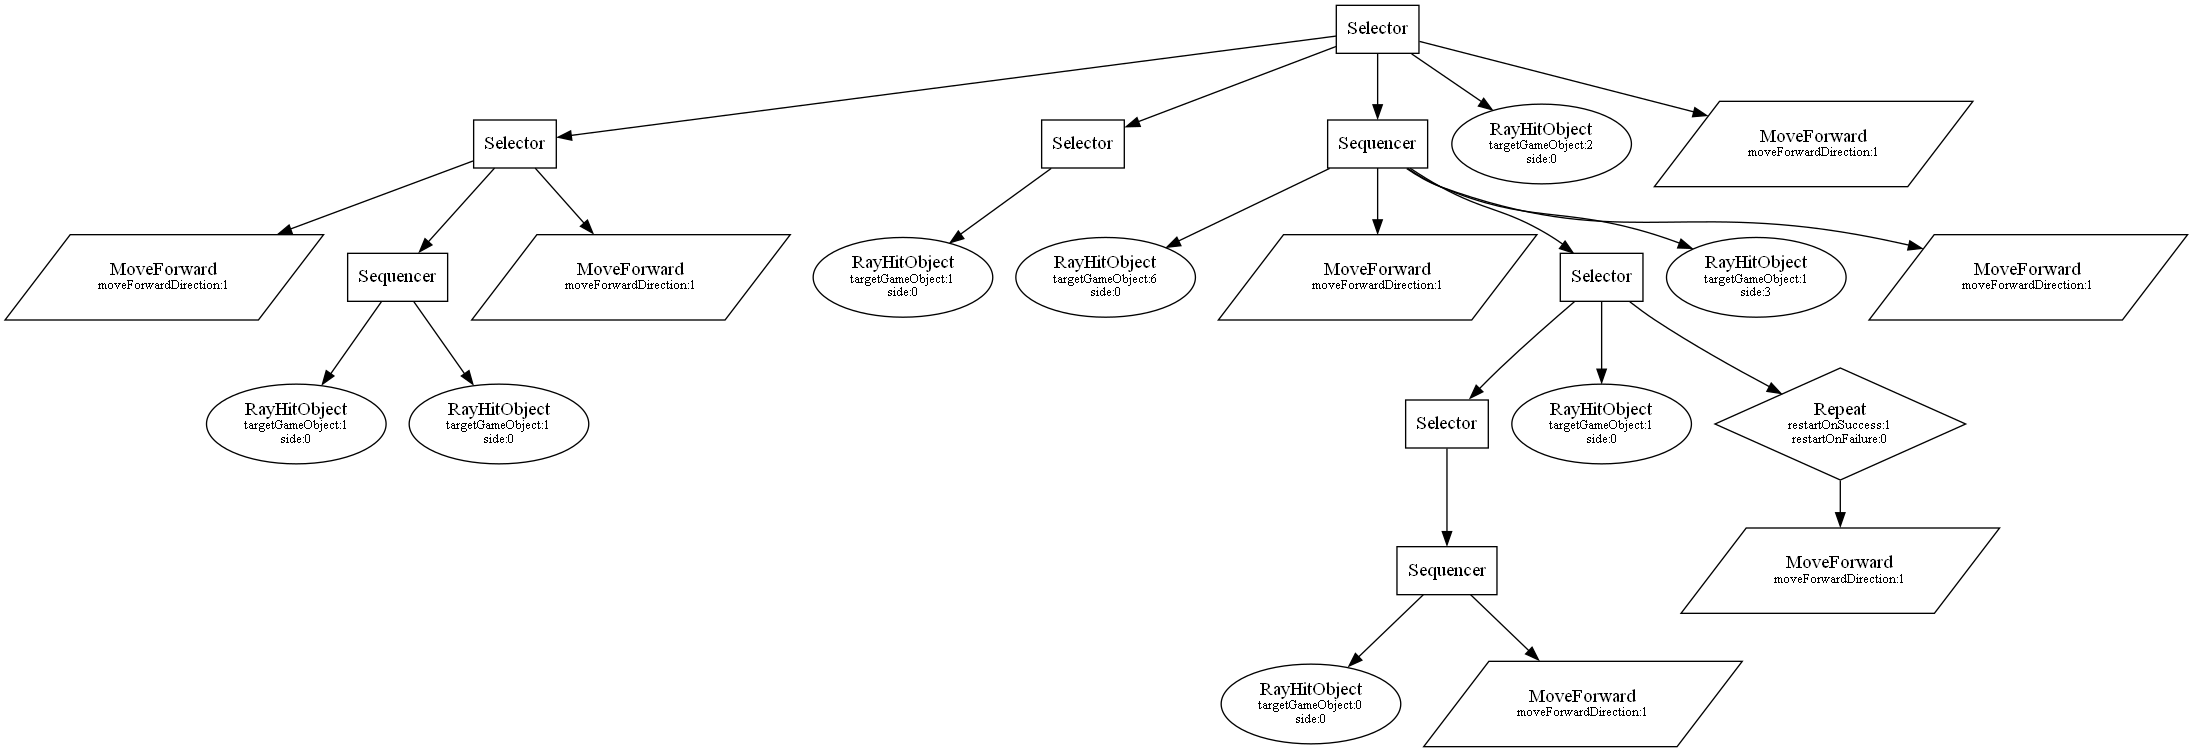 Selector
Selector
Selector
Sequencer
RayHitObject
targetGameObject:2
side:0
MoveForward
moveForwardDirection:1
MoveForward
moveForwardDirection:1
Sequencer
MoveForward
moveForwardDirection:1
RayHitObject
targetGameObject:1
side:0
RayHitObject
targetGameObject:6
side:0
MoveForward
moveForwardDirection:1
Selector
RayHitObject
targetGameObject:1
side:3
MoveForward
moveForwardDirection:1
RayHitObject
targetGameObject:1
side:0
RayHitObject
targetGameObject:1
side:0
Selector
RayHitObject
targetGameObject:1
side:0
Repeat
restartOnSuccess:1
restartOnFailure:0
Sequencer
MoveForward
moveForwardDirection:1
RayHitObject
targetGameObject:0
side:0
MoveForward
moveForwardDirection:1